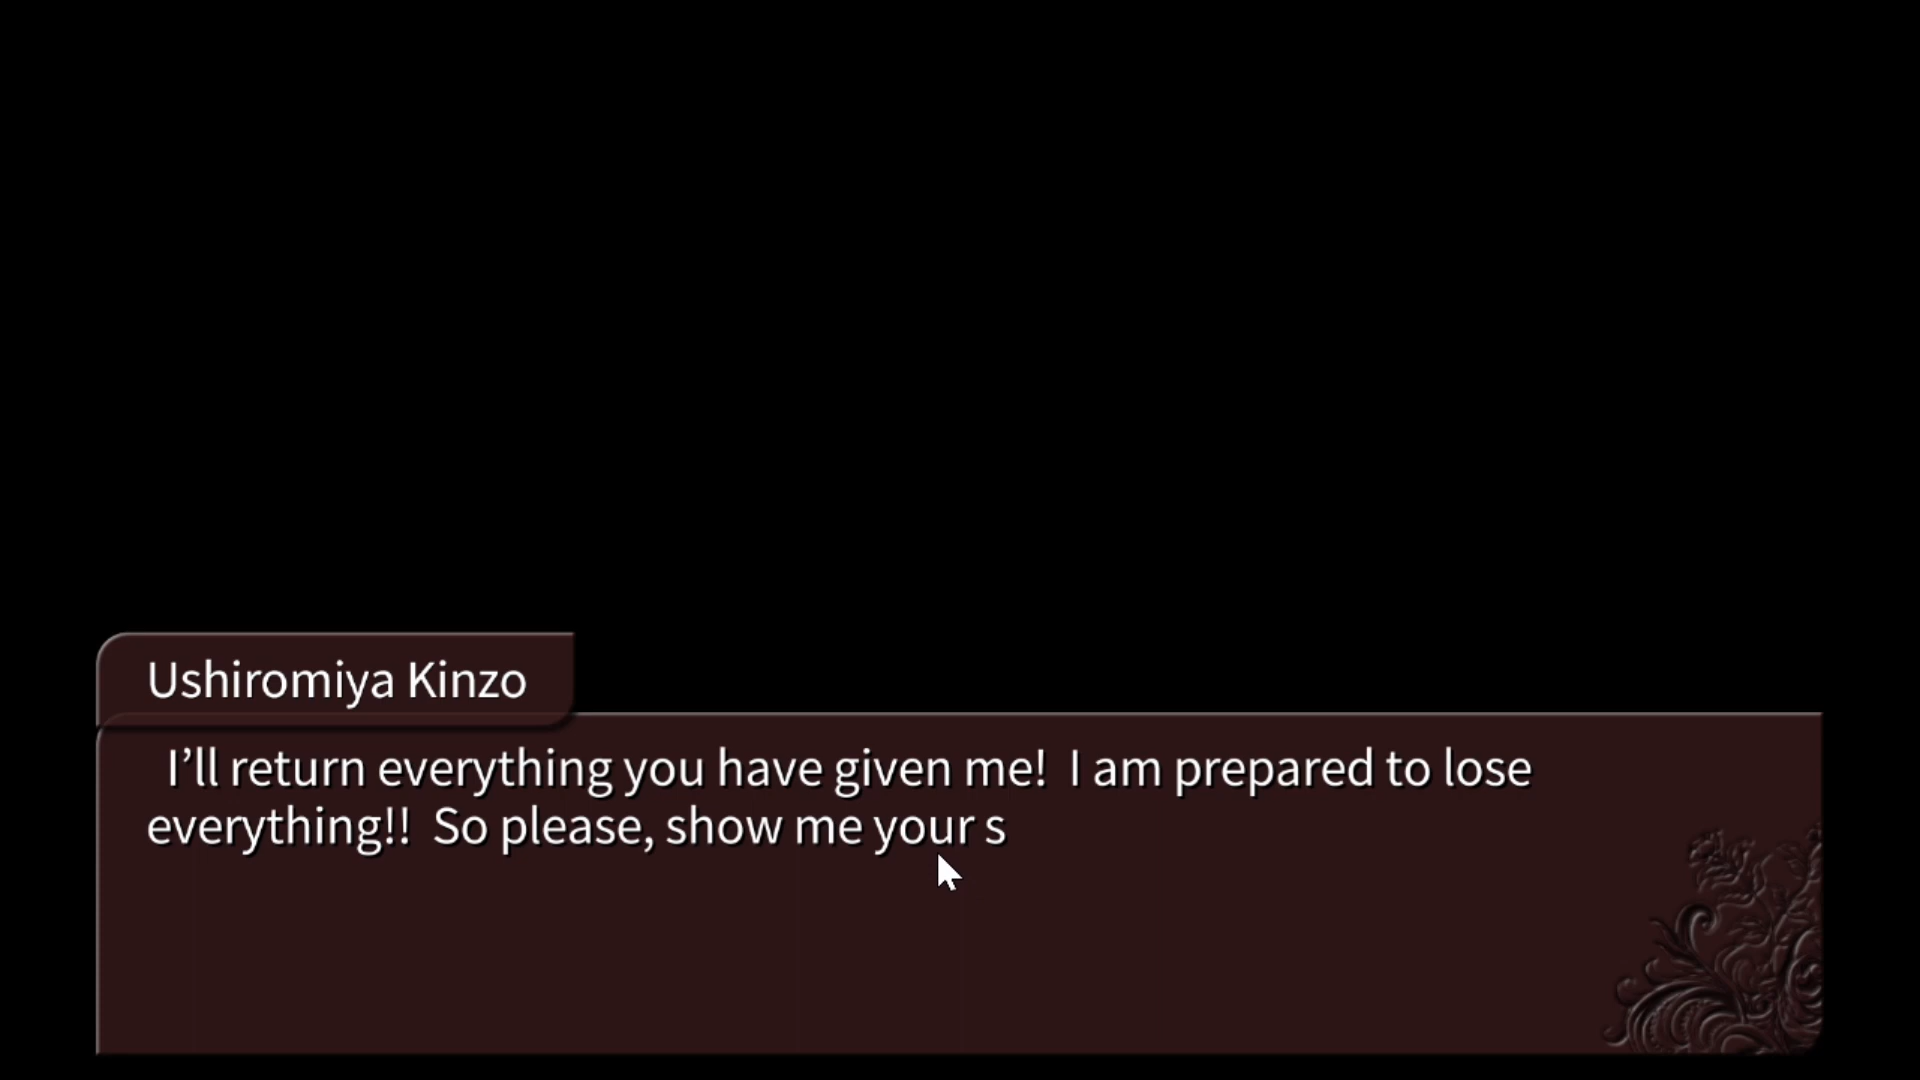 Ushiromiya Kinzo
I’ll return everything you have given me!  I am prepared to lose
everything!!  So please, show me your s